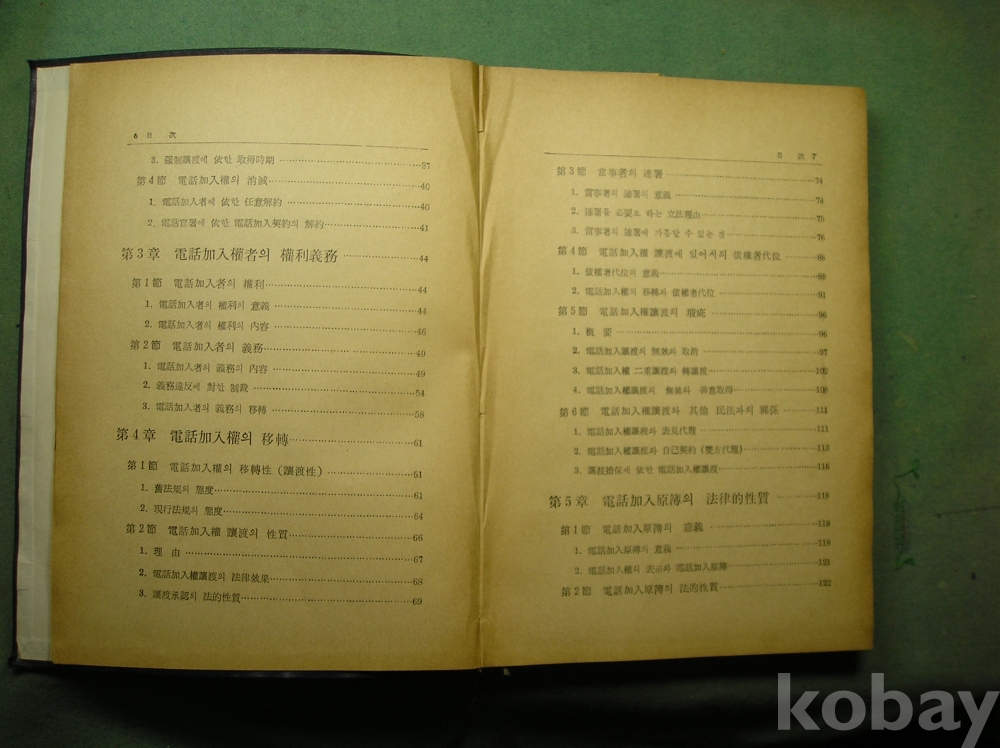 6 目 次
3. 强制讓渡에 依한 取得時期 37
第4節 電話加入權의 消滅 40
1. 電話加入者에 依한 任意解約 40
2. 電話官署에 依한 電話加入契約의 解約 41
第3章 電話加入權者의 權利義務 44
第1節 電話加入者의 權利 44
1. 電話加入者의 權利의 意義 44
2. 電話加入者의 權利의 內容 46
第2節 電話加入者의 義務 49
1. 電話加入者의 義務의 內容 49
2. 義務違反에 對한 制裁 54
3. 電話加入者의 義務의 移轉 58
第4章 電話加入權의 移轉 61
第1節 電話加入權의 移轉性 (讓渡性) 61
1. 舊法規의 態度 61
2. 現行法規의 態度 64
第2節 電話加入權 讓渡의 性質 66
1. 理 由 67
2. 電話加入權讓渡의 法律效果 68
3. 讓渡承認의 法的性質 69
目 次 7
第3節 當事者의 連署 74
1. 當事者의 連署의 意義 74
2. 連署를 必要로 하는 立法理由 75
3. 當事者의 連署에 가름할 수 있는 것 76
第4節 電話加入權 讓渡에 있어서의 債權者代位 88
1. 債權者代位의 意義 88
2. 電話加入權의 移轉과 債權者代位 91
第5節 電話加入權讓渡의 瑕疵 96
1. 概 要 96
2. 電話加入讓渡의 無效와 取消 97
3. 電話加入權 二重讓渡와 轉讓渡 102
4. 電話加入權讓渡의 無效와 善意取得 108
第6節 電話加入權讓渡와 其他 民法과의 關係 111
1. 電話加入權讓渡와 表見代理 111
2. 電話加入權讓渡와 自己契約 (雙方代理) 113
3. 讓渡擔保에 依한 電話加入權讓渡 116
第5章 電話加入原簿의 法律的性質 118
第1節 電話加入原簿의 意義 118
1. 電話加入原簿의 意義 118
2. 電話加入權의 表示와 電話加入原簿 121
第2節 電話加入原簿의 法的性質 122
kobay